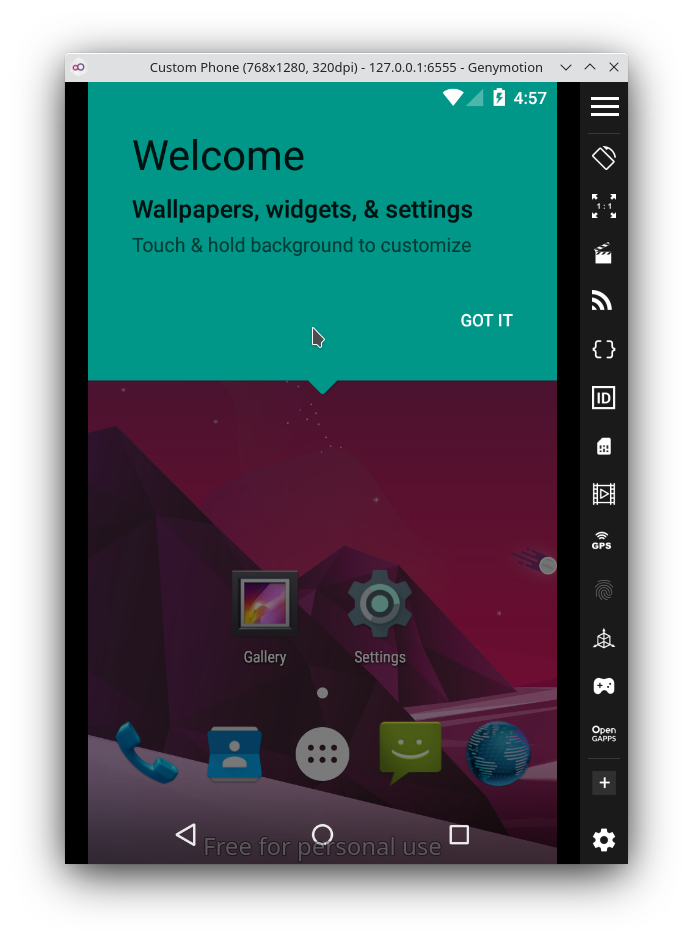 Custom Phone (768x1280, 320dpi) - 127.0.0.1:6555 - Genymotion
4:57
Welcome
Wallpapers, widgets, & settings
Touch & hold background to customize
GOT IT
1 : 1
{ }
ID
GPS
Gallery
Settings
Open
GAPPS
Free for personal use